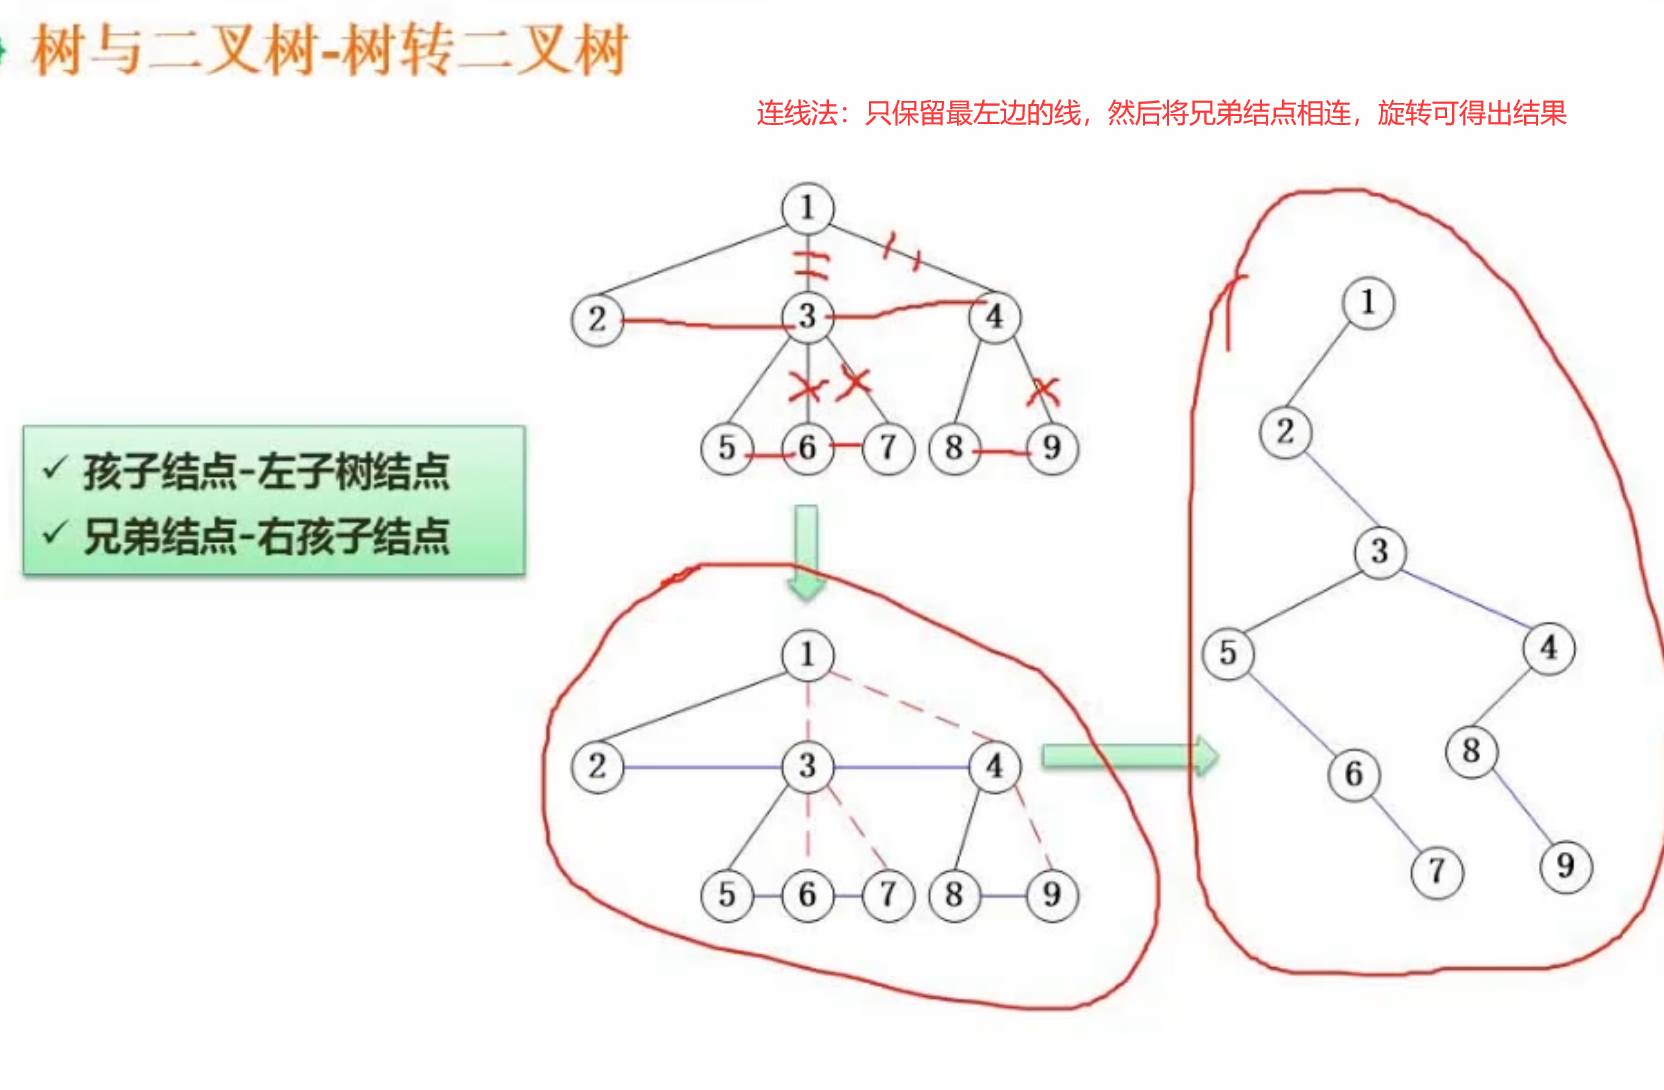 树与二叉树-树转二叉树
连线法：只保留最左边的线，然后将兄弟结点相连，旋转可得出结果
✓ 孩子结点-左子树结点
✓ 兄弟结点-右孩子结点
1
2 3 4
5 6 7 8 9
1
2 3 4
5 6 7 8 9
1
2
3
5 4
6 8
7 9